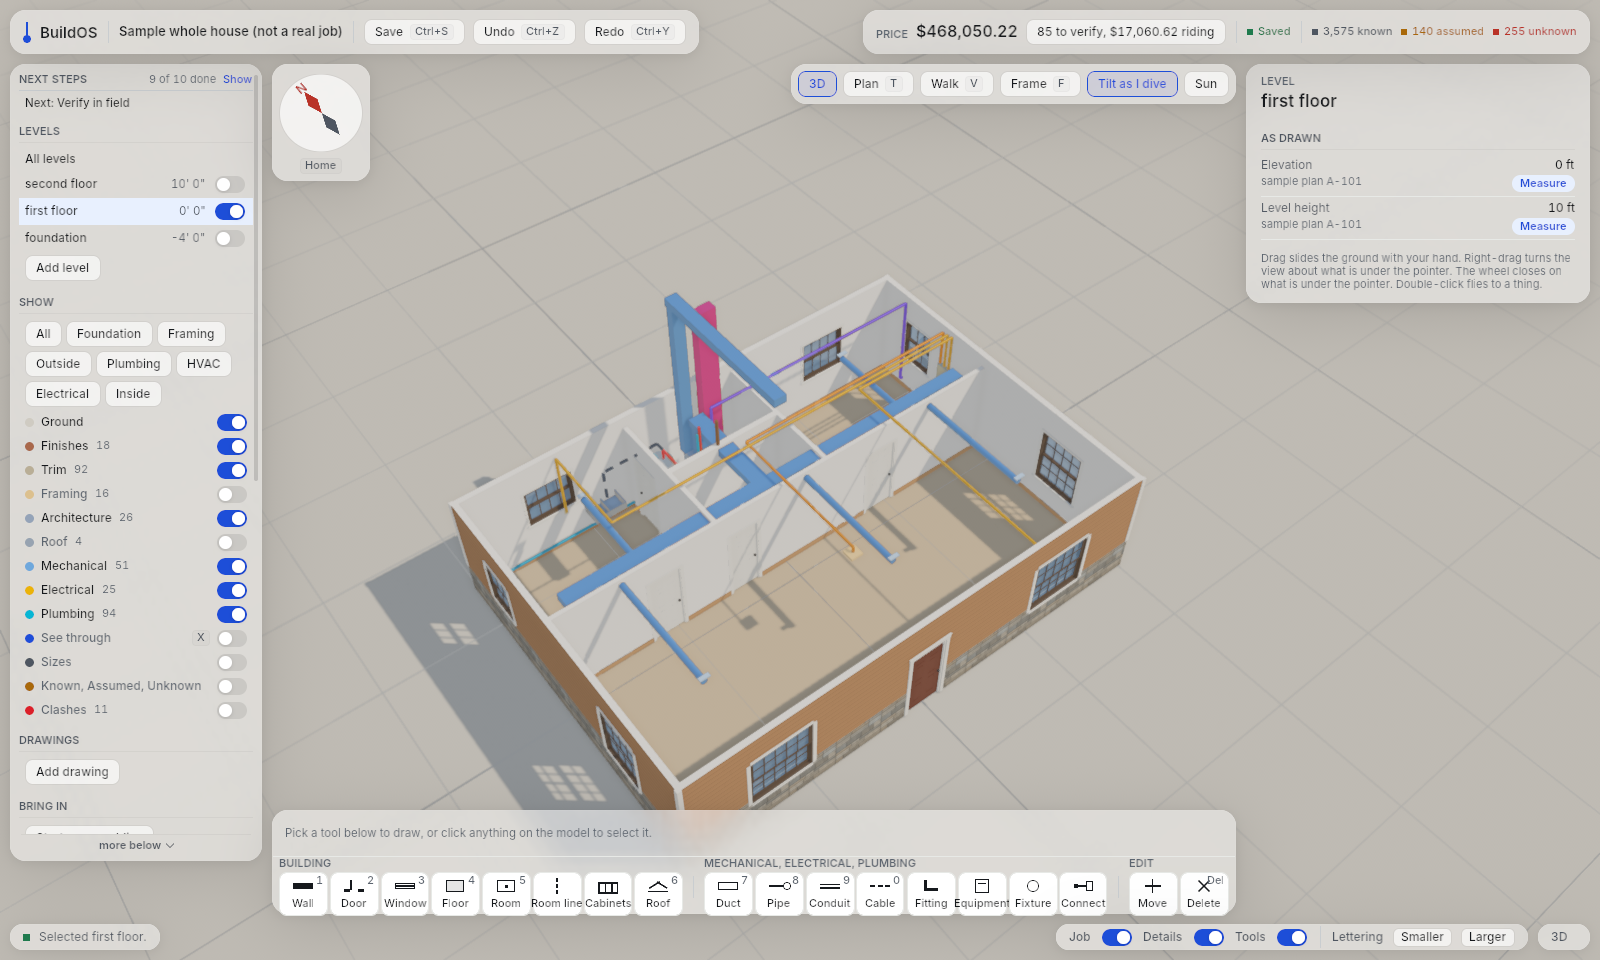 BuildOS
Sample whole house (not a real job)
Save Ctrl+S
Undo Ctrl+Z
Redo Ctrl+Y
PRICE $468,050.22
85 to verify, $17,060.62 riding
Saved
3,575 known
140 assumed
255 unknown
NEXT STEPS 9 of 10 done Show
Next: Verify in field
LEVELS
All levels
second floor 10' 0"
first floor 0' 0"
foundation -4' 0"
Add level
SHOW
All Foundation Framing
Outside Plumbing HVAC
Electrical Inside
Ground
Finishes 18
Trim 92
Framing 16
Architecture 26
Roof 4
Mechanical 51
Electrical 25
Plumbing 94
See through X
Sizes
Known, Assumed, Unknown
Clashes 11
DRAWINGS
Add drawing
BRING IN
more below
N
Home
3D
Plan T
Walk V
Frame F
Tilt as I dive
Sun
LEVEL
first floor
AS DRAWN
Elevation 0 ft
sample plan A-101 Measure
Level height 10 ft
sample plan A-101 Measure
Drag slides the ground with your hand. Right-drag turns the
view about what is under the pointer. The wheel closes on
what is under the pointer. Double-click flies to a thing.
Pick a tool below to draw, or click anything on the model to select it.
BUILDING
Wall 1
Door 2
Window 3
Floor 4
Room 5
Room line
Cabinets
Roof 6
MECHANICAL, ELECTRICAL, PLUMBING
Duct 7
Pipe 8
Conduit 9
Cable 0
Fitting
Equipment
Fixture
Connect
EDIT
Move
Delete Del
Selected first floor.
Job
Details
Tools
Lettering Smaller Larger
3D